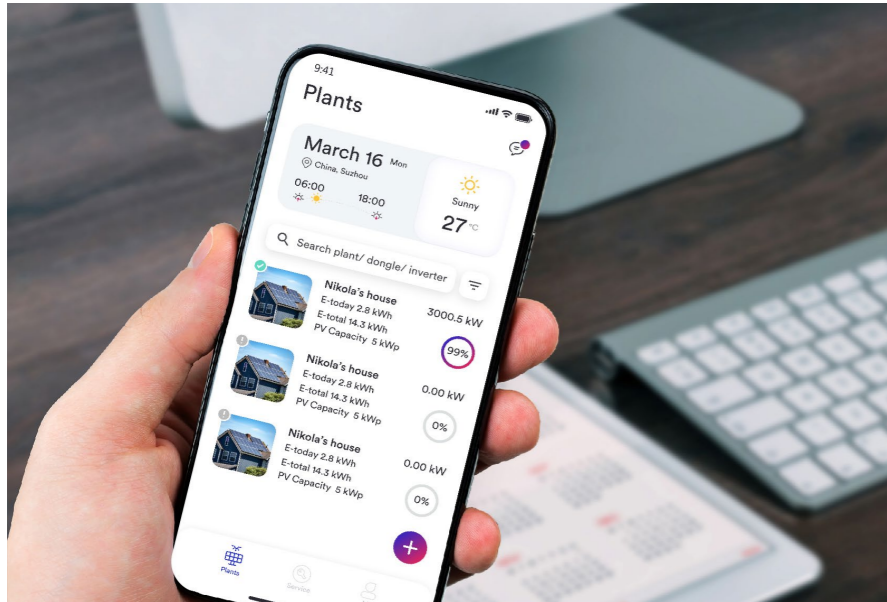 9:41
Plants
March 16 Mon
China, Suzhou
06:00
18:00
Sunny
27 °C
Search plant/ dongle/ inverter
Nikola's house
3000.5 kW
E-today 2.8 kWh
E-total 14.3 kWh
PV Capacity 5 kWp
99%
Nikola's house
0.00 kW
E-today 2.8 kWh
E-total 14.3 kWh
PV Capacity 5 kWp
0%
Nikola's house
0.00 kW
E-today 2.8 kWh
E-total 14.3 kWh
PV Capacity 5 kWp
0%
+
Plants
Service